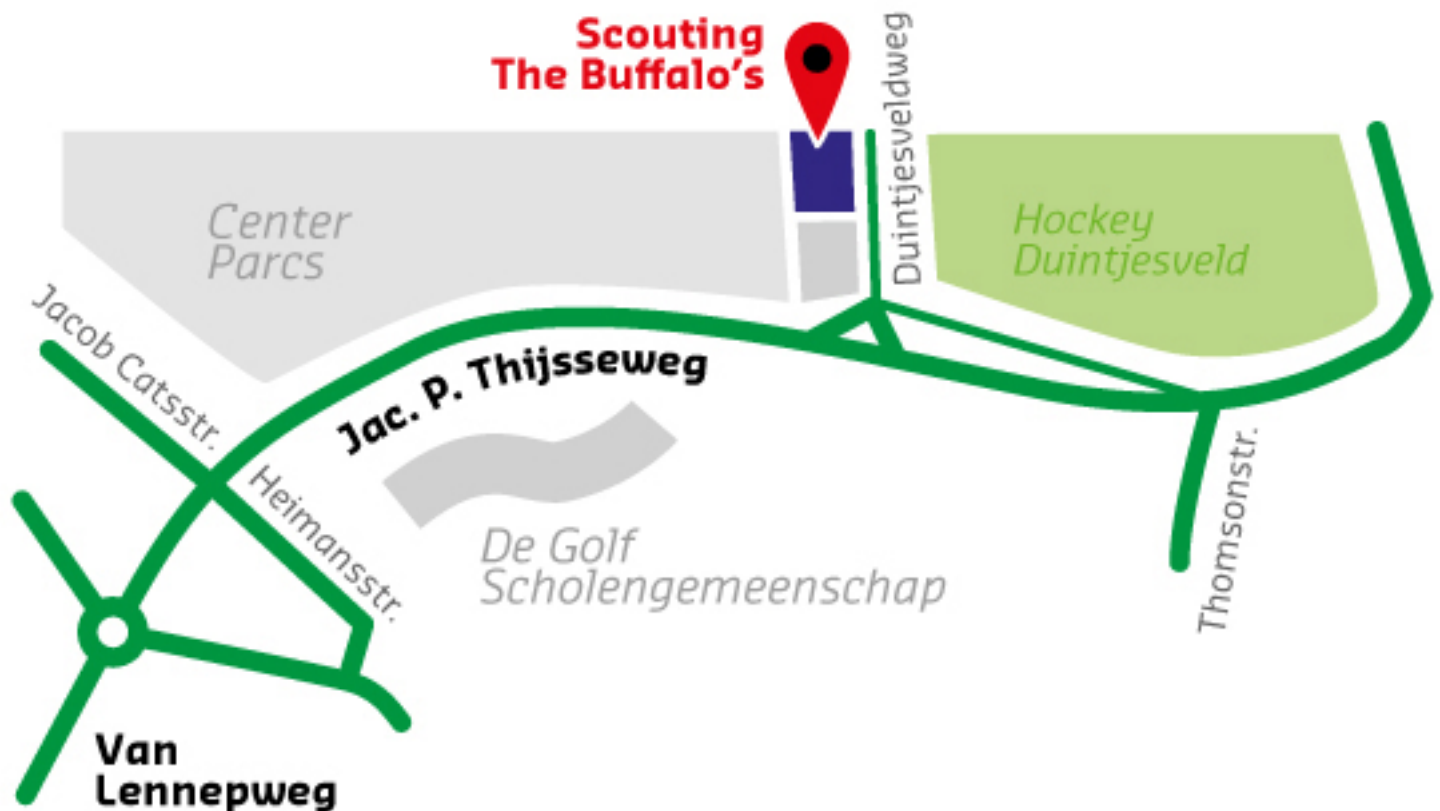 Scouting
The Buffalo's
Duintjesveldweg
Center
Parcs
Hockey
Duintjesveld
Jacob Catsstr.
Jac. P. Thijsseweg
Heimansstr.
De Golf
Scholengemeenschap
Thomsonstr.
Van
Lennepweg